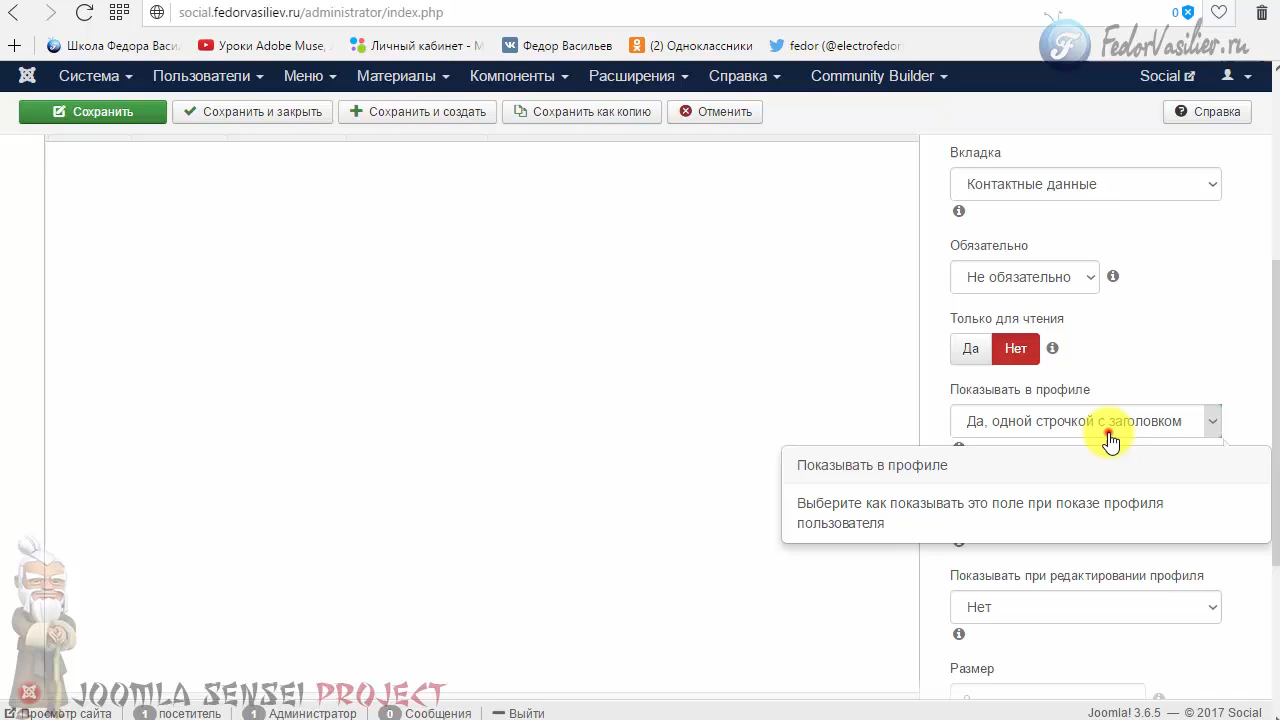 social.fedorvasiliev.ru/administrator/index.php
0
Школа Федора Васи.
Уроки Adobe Muse,
Личный кабинет - М
Федор Васильев
(2) Одноклассники
fedor (@electrofedor
FedorVasiliev.ru
Система
Пользователи
Меню
Материалы
Компоненты
Расширения
Справка
Community Builder
Social
Сохранить
Сохранить и закрыть
Сохранить и создать
Сохранить как копию
Отменить
Справка
Вкладка
Контактные данные
Обязательно
Не обязательно
Только для чтения
Да
Нет
Показывать в профиле
Да, одной строчкой с заголовком
Показывать в профиле
Выберите как показывать это поле при показе профиля
пользователя
Показывать при редактировании профиля
Нет
Размер
JOOMLA SENSEI PROJECT
Просмотр сайта
1 посетитель
1 Администратор
0 Сообщения
Выйти
Joomla! 3.6.5 — © 2017 Social